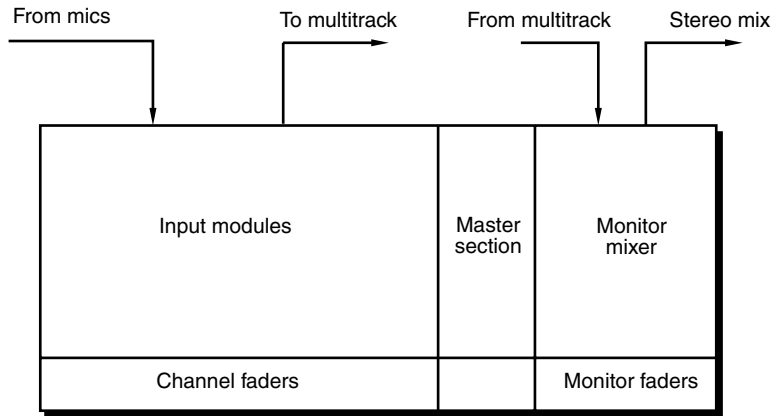 From mics
To multitrack
From multitrack
Stereo mix
Input modules
Master
section
Monitor
mixer
Channel faders
Monitor faders